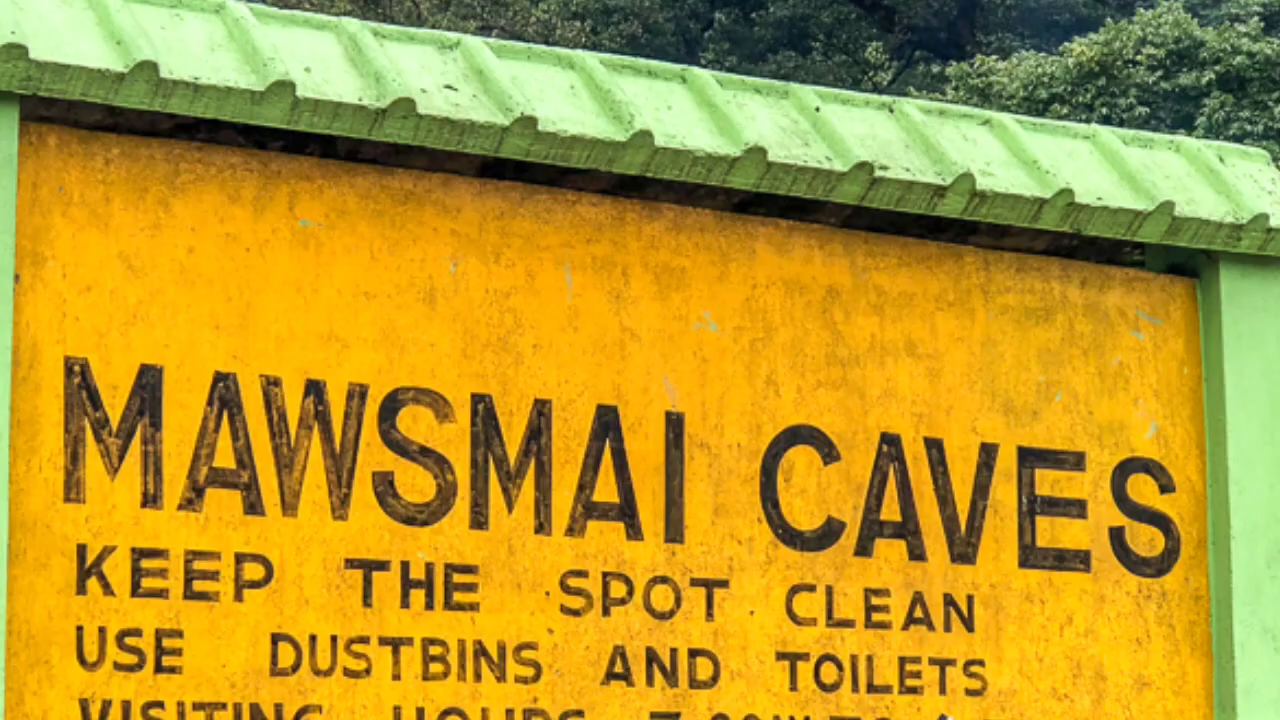 MAWSMAI CAVES
KEEP THE SPOT CLEAN
USE DUSTBINS AND TOILETS
VISITING HOURS